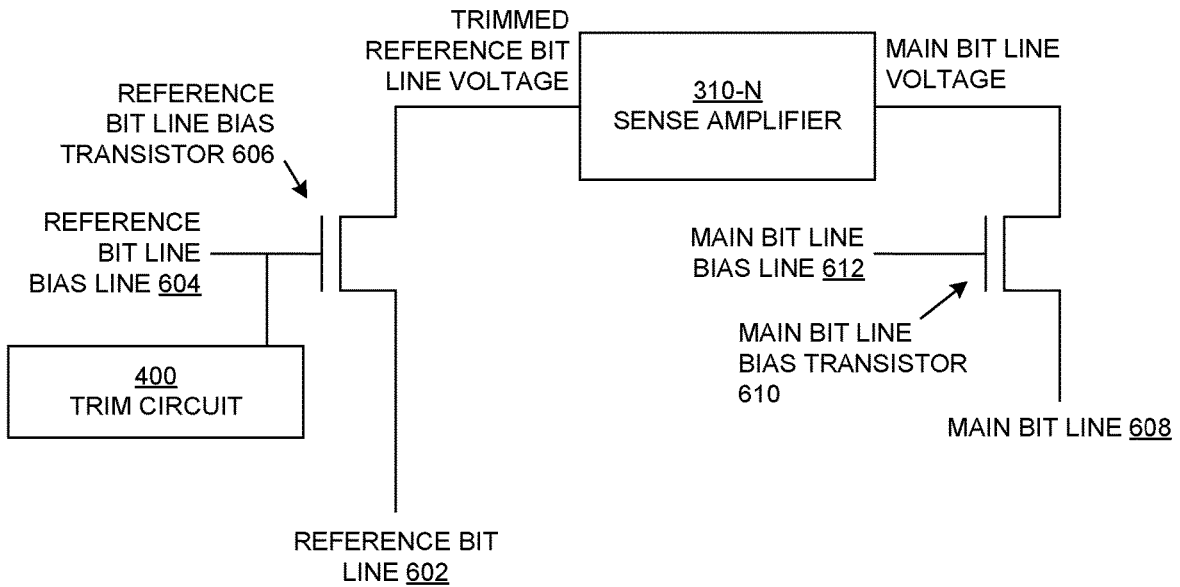 TRIMMED
REFERENCE BIT
LINE VOLTAGE
310-N
SENSE AMPLIFIER
MAIN BIT LINE
VOLTAGE
REFERENCE
BIT LINE BIAS
TRANSISTOR 606
REFERENCE
BIT LINE
BIAS LINE 604
MAIN BIT LINE
BIAS LINE 612
400
TRIM CIRCUIT
MAIN BIT LINE
BIAS TRANSISTOR
610
MAIN BIT LINE 608
REFERENCE BIT
LINE 602